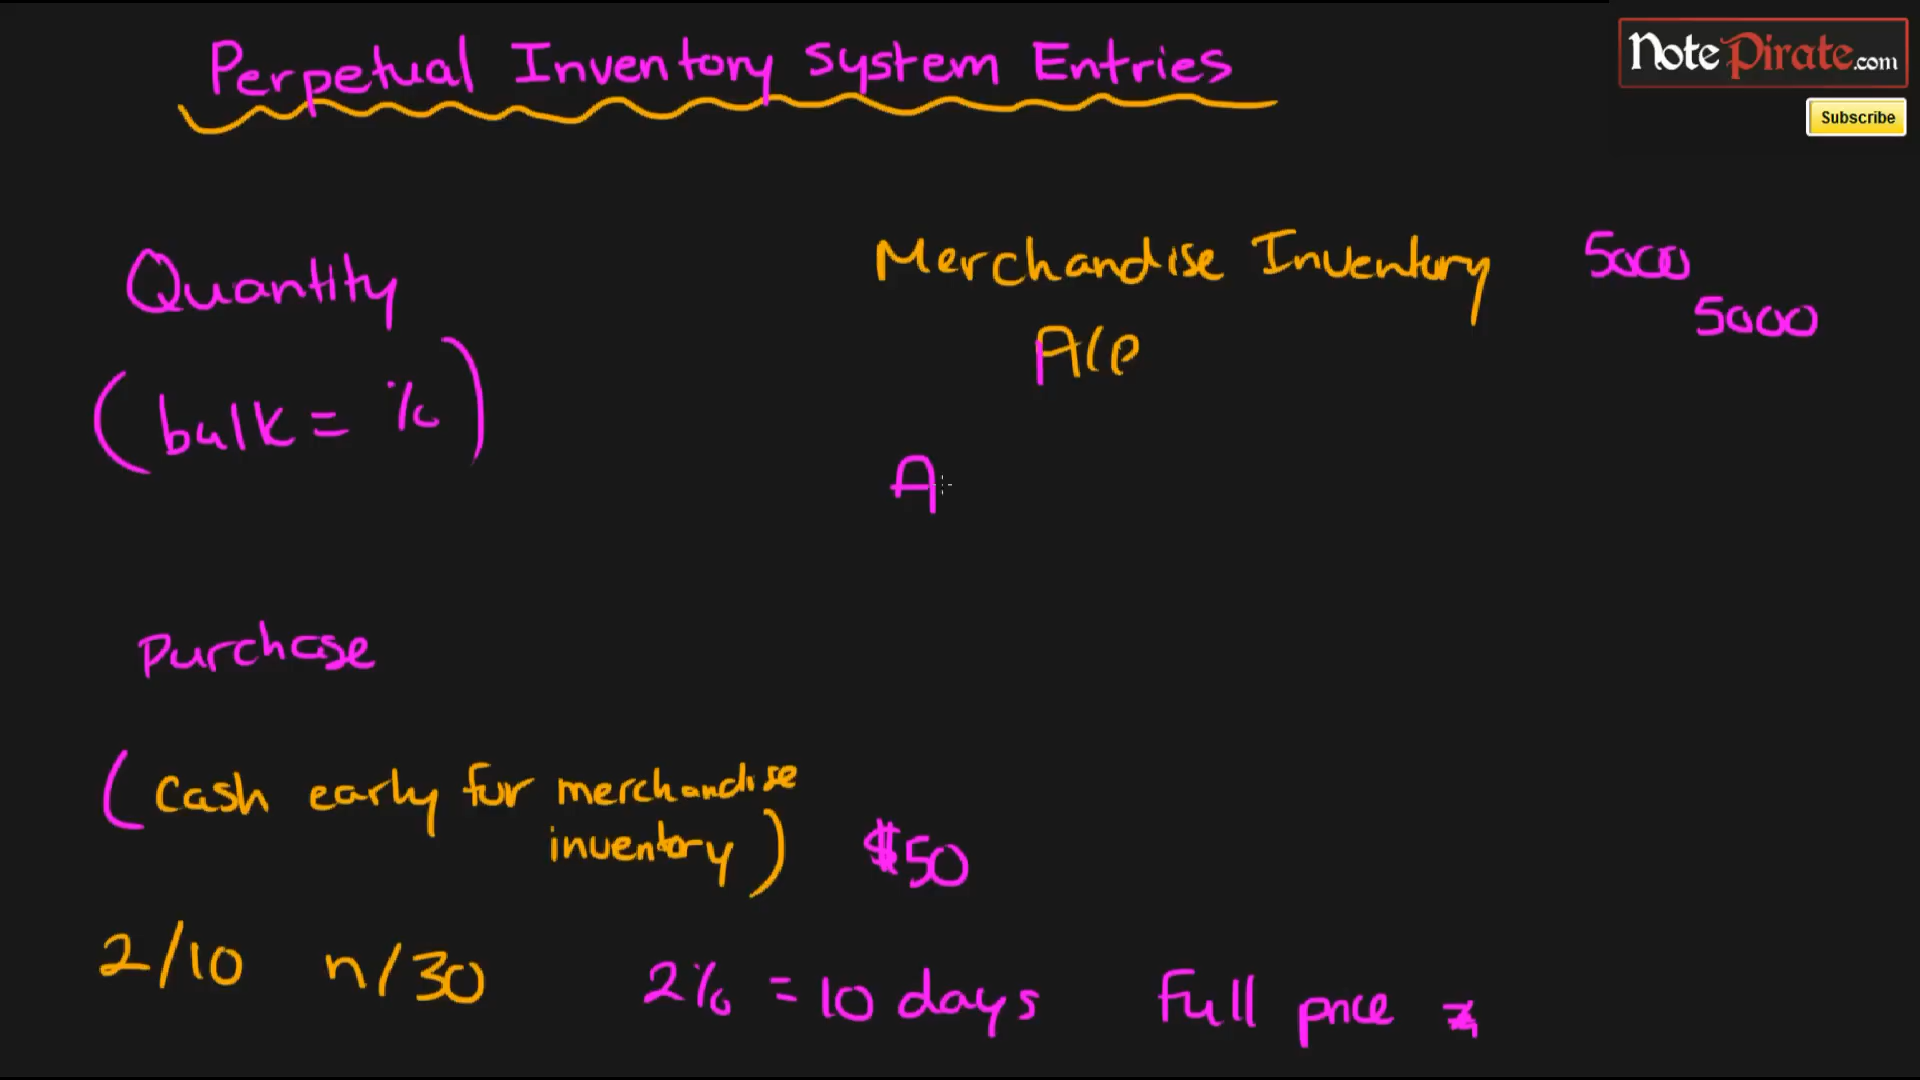 Perpetual Inventory System Entries
NotePirate.com
Subscribe
Quantity
(bulk = %)
Merchandise Inventory 5000
A/P 5000
A
Purchase
(Cash early for merchandise
inventory) $50
2/10 n/30 2% = 10 days Full price